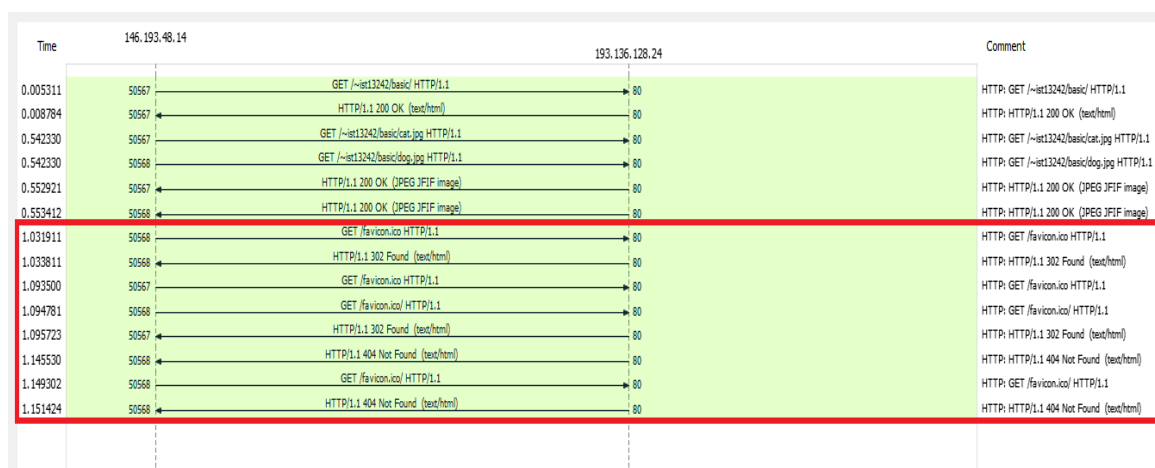 Time 146.193.48.14 193.136.128.24 Comment
0.005311 50567 GET /~ist13242/basic/ HTTP/1.1 80 HTTP: GET /~ist13242/basic/ HTTP/1.1
0.008784 50567 HTTP/1.1 200 OK (text/html) 80 HTTP: HTTP/1.1 200 OK (text/html)
0.542330 50567 GET /~ist13242/basic/cat.jpg HTTP/1.1 80 HTTP: GET /~ist13242/basic/cat.jpg HTTP/1.1
0.542330 50568 GET /~ist13242/basic/dog.jpg HTTP/1.1 80 HTTP: GET /~ist13242/basic/dog.jpg HTTP/1.1
0.552921 50567 HTTP/1.1 200 OK (JPEG JFIF image) 80 HTTP: HTTP/1.1 200 OK (JPEG JFIF image)
0.553412 50568 HTTP/1.1 200 OK (JPEG JFIF image) 80 HTTP: HTTP/1.1 200 OK (JPEG JFIF image)
1.031911 50568 GET /favicon.ico HTTP/1.1 80 HTTP: GET /favicon.ico HTTP/1.1
1.033811 50568 HTTP/1.1 302 Found (text/html) 80 HTTP: HTTP/1.1 302 Found (text/html)
1.093500 50567 GET /favicon.ico HTTP/1.1 80 HTTP: GET /favicon.ico HTTP/1.1
1.094781 50568 GET /favicon.ico/ HTTP/1.1 80 HTTP: GET /favicon.ico/ HTTP/1.1
1.095723 50567 HTTP/1.1 302 Found (text/html) 80 HTTP: HTTP/1.1 302 Found (text/html)
1.145530 50568 HTTP/1.1 404 Not Found (text/html) 80 HTTP: HTTP/1.1 404 Not Found (text/html)
1.149302 50568 GET /favicon.ico/ HTTP/1.1 80 HTTP: GET /favicon.ico/ HTTP/1.1
1.151424 50568 HTTP/1.1 404 Not Found (text/html) 80 HTTP: HTTP/1.1 404 Not Found (text/html)